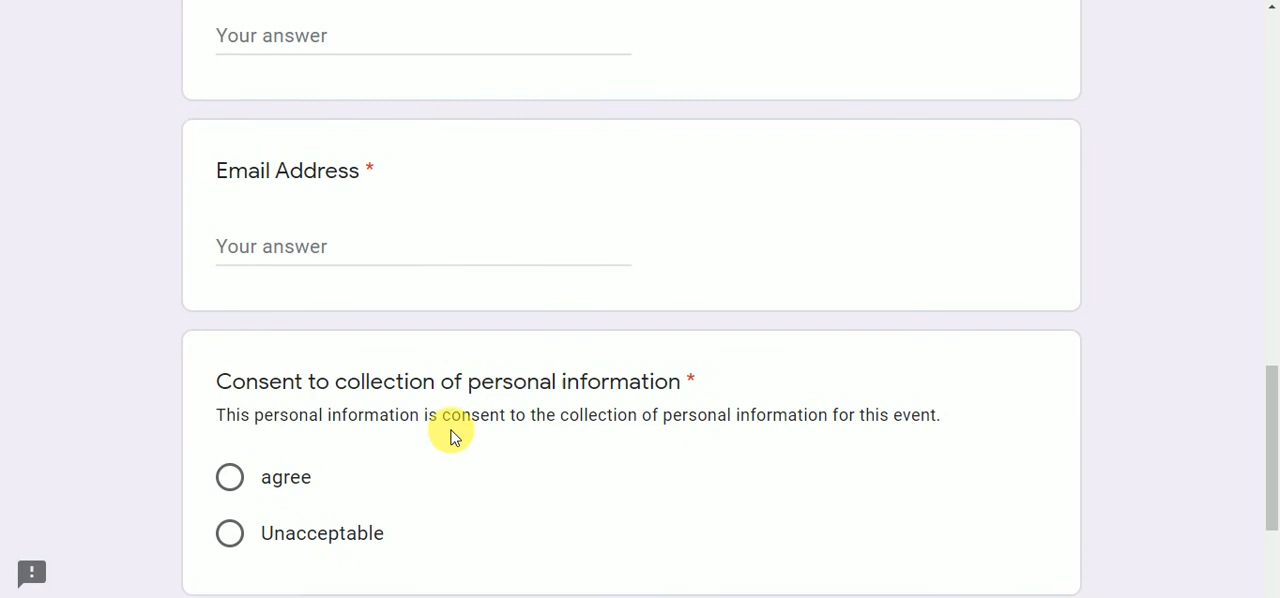 Your answer
Email Address *
Your answer
Consent to collection of personal information *
This personal information is consent to the collection of personal information for this event.
agree
Unacceptable
!